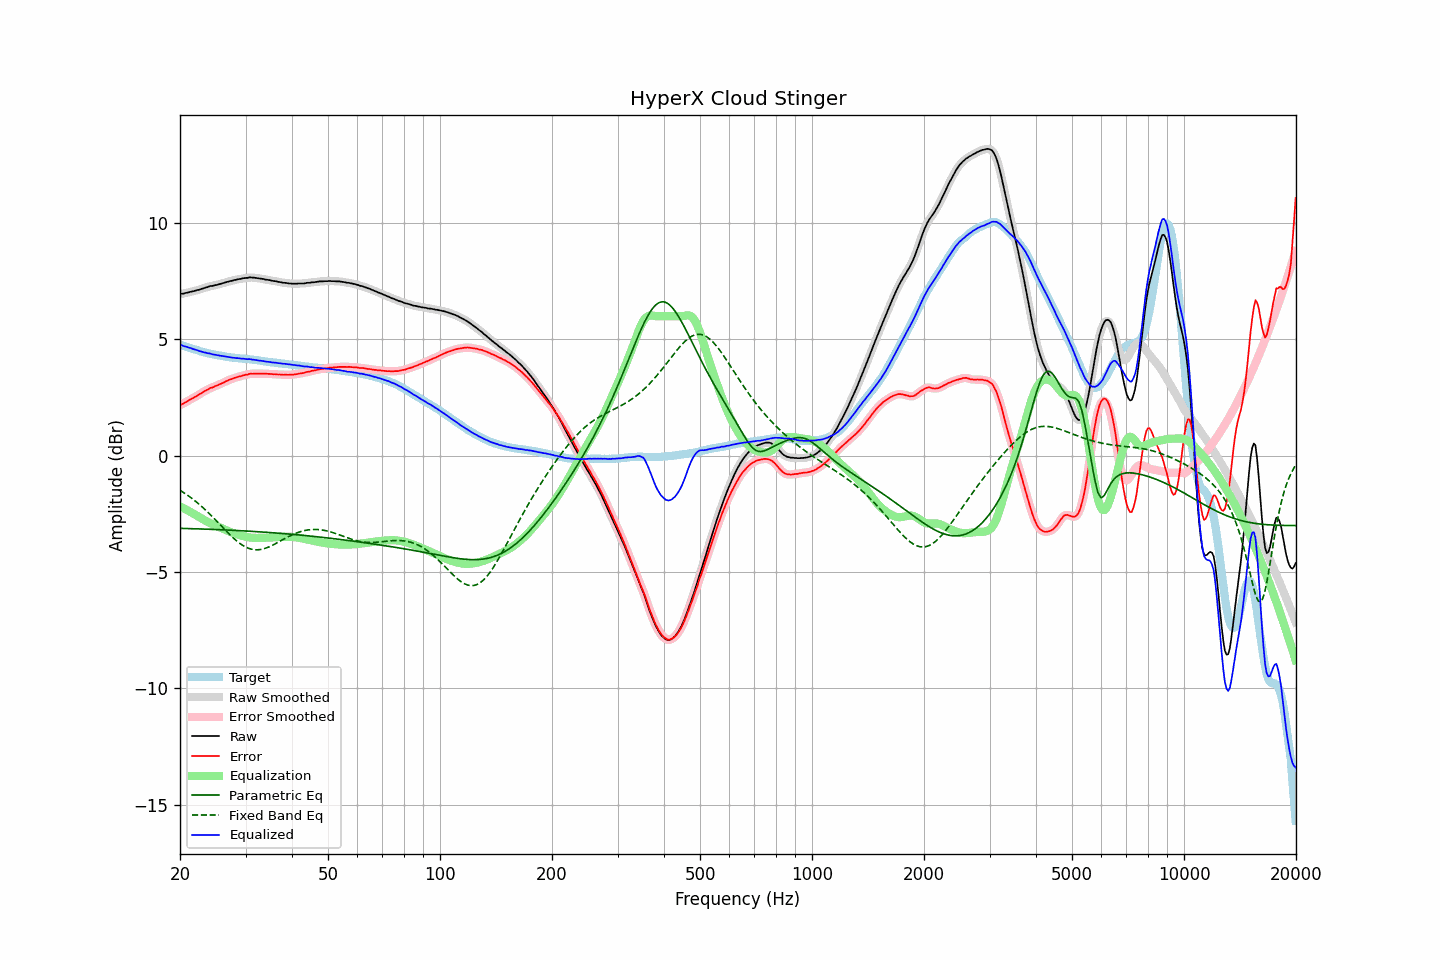 HyperX Cloud Stinger
Amplitude (dBr)
10
5
0
−5
−10
−15
Target
Raw Smoothed
Error Smoothed
Raw
Error
Equalization
Parametric Eq
Fixed Band Eq
Equalized
20 50 100 200 500 1000 2000 5000 10000 20000
Frequency (Hz)